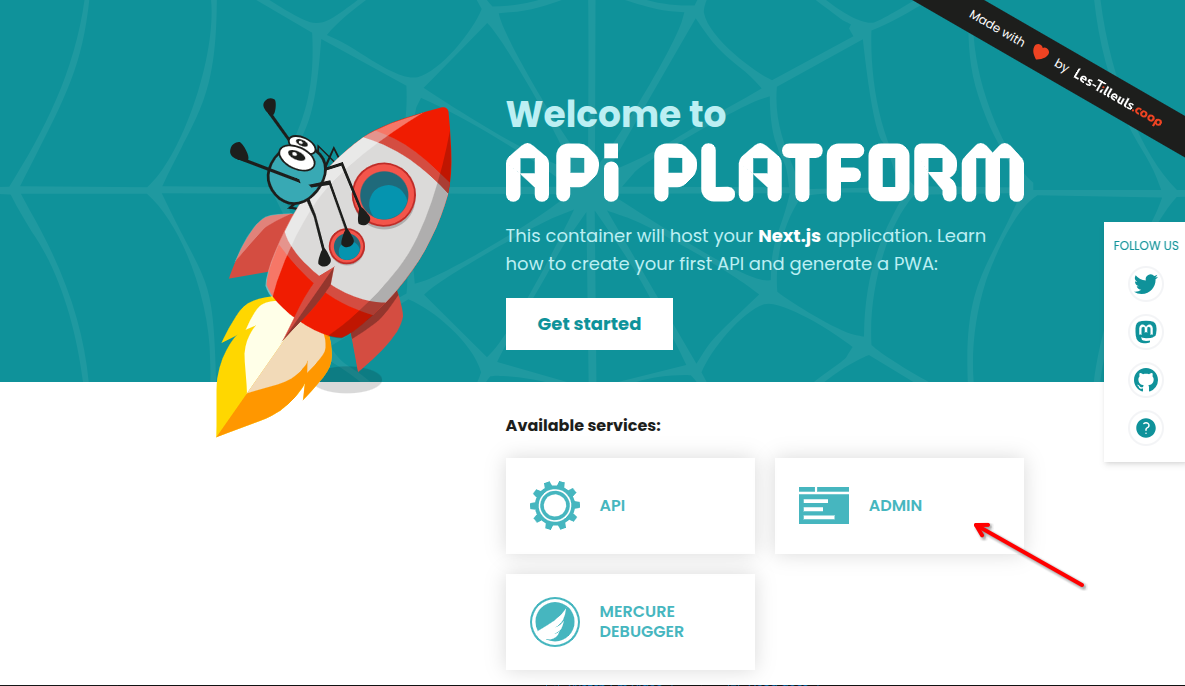 Made with by Les-Tilleuls.coop
Welcome to
API PLATFORM
This container will host your Next.js application. Learn
how to create your first API and generate a PWA:
Get started
FOLLOW US
?
Available services:
API
ADMIN
MERCURE
DEBUGGER